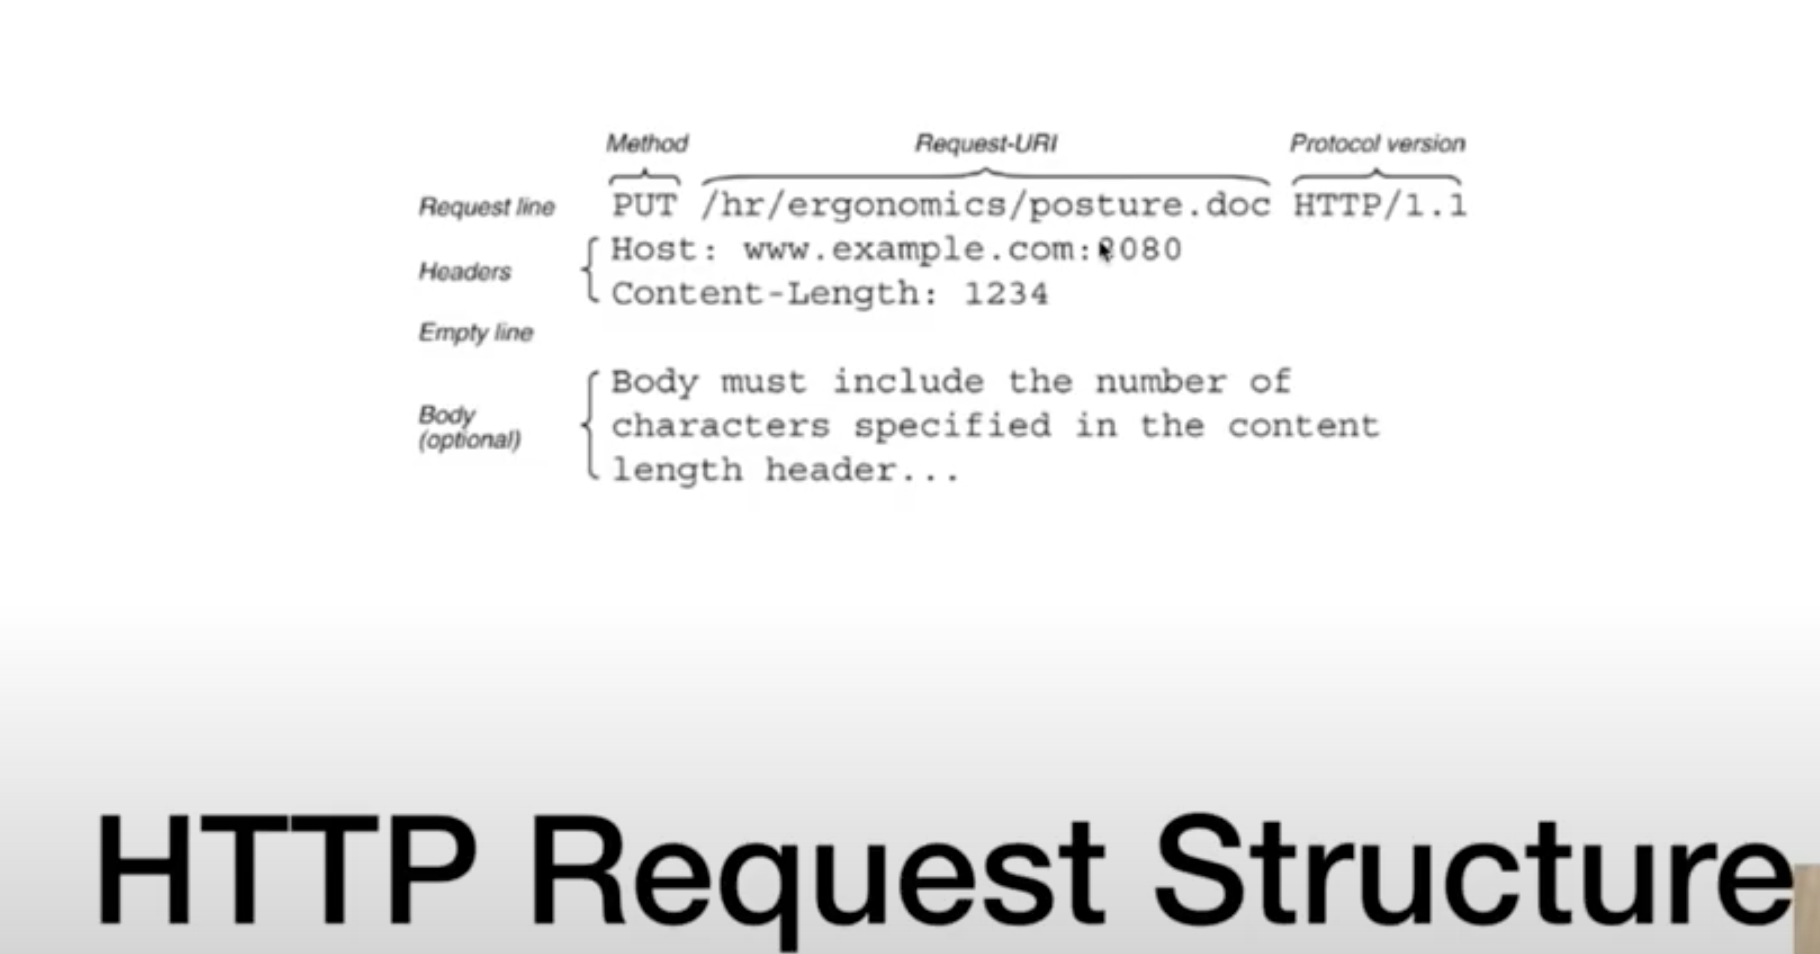 Method Request-URI Protocol version
Request line PUT /hr/ergonomics/posture.doc HTTP/1.1
Headers
Host: www.example.com:8080
Content-Length: 1234
Empty line
Body
(optional)
Body must include the number of
characters specified in the content
length header...
HTTP Request Structure